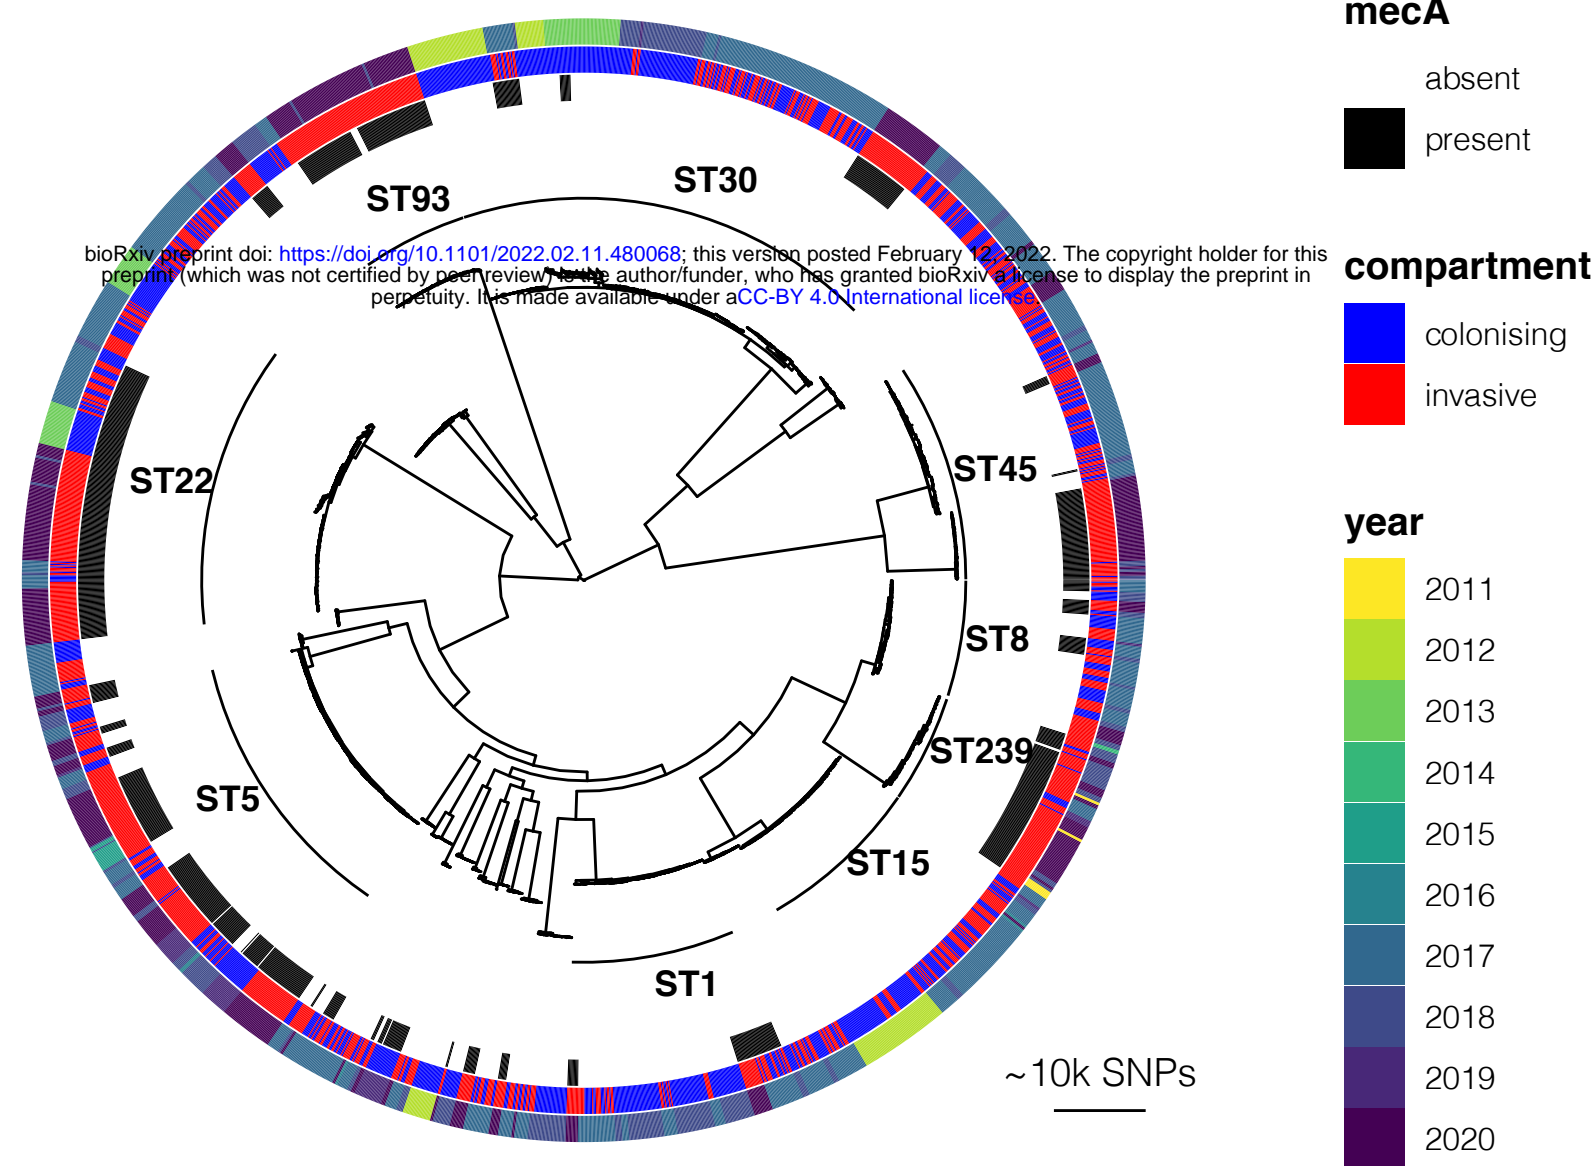 mecA
absent
present
ST93
ST30
bioRxiv preprint doi: https://doi.org/10.1101/2022.02.11.480068; this version posted February 12, 2022. The copyright holder for this
preprint (which was not certified by peer review) is the author/funder, who has granted bioRxiv a license to display the preprint in
perpetuity. It is made available under aCC-BY 4.0 International license.
compartment
colonising
invasive
ST22
ST45
year
2011
2012
2013
2014
2015
2016
2017
2018
2019
2020
ST8
ST239
ST5
ST15
ST1
~10k SNPs